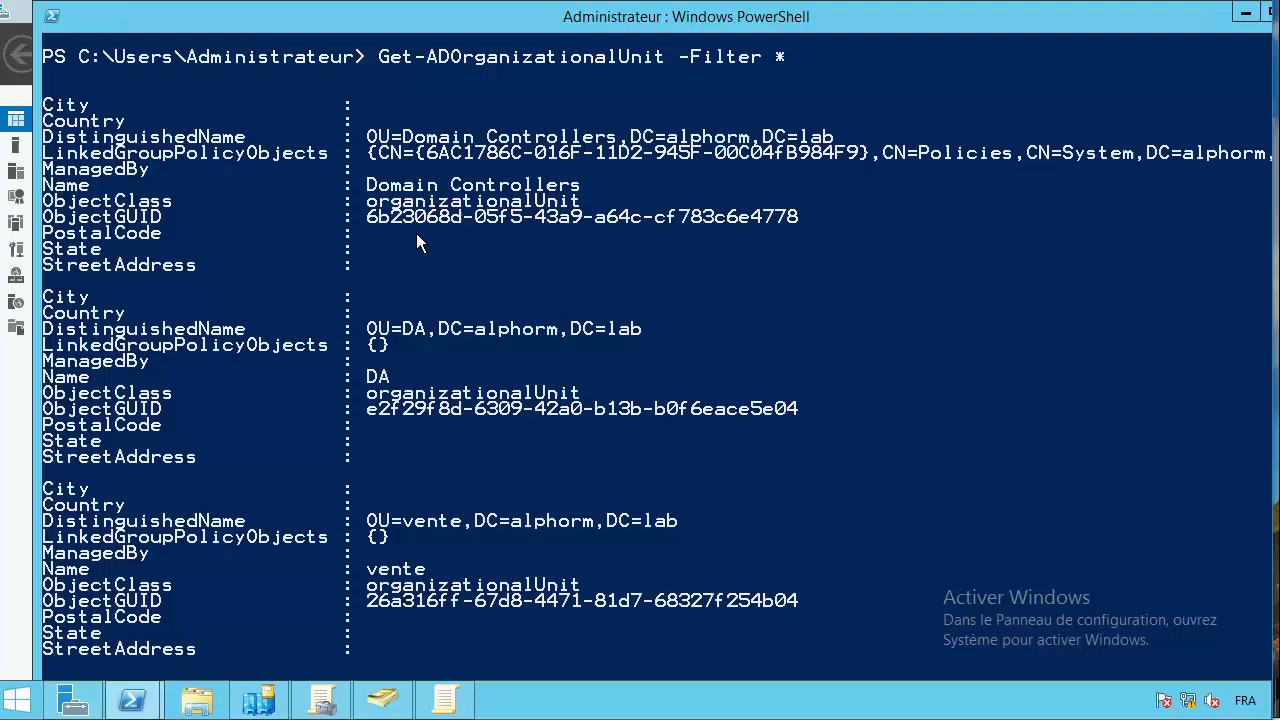 Administrateur : Windows PowerShell
PS C:\Users\Administrateur> Get-ADOrganizationalUnit -Filter *
City :
Country :
DistinguishedName : OU=Domain Controllers,DC=alphorm,DC=lab
LinkedGroupPolicyObjects : {CN={6AC1786C-016F-11D2-945F-00C04fB984F9},CN=Policies,CN=System,DC=alphorm,
ManagedBy :
Name : Domain Controllers
ObjectClass : organizationalUnit
ObjectGUID : 6b23068d-05f5-43a9-a64c-cf783c6e4778
PostalCode :
State :
StreetAddress :
City :
Country :
DistinguishedName : OU=DA,DC=alphorm,DC=lab
LinkedGroupPolicyObjects : {}
ManagedBy :
Name : DA
ObjectClass : organizationalUnit
ObjectGUID : e2f29f8d-6309-42a0-b13b-b0f6eace5e04
PostalCode :
State :
StreetAddress :
City :
Country :
DistinguishedName : OU=vente,DC=alphorm,DC=lab
LinkedGroupPolicyObjects : {}
ManagedBy :
Name : vente
ObjectClass : organizationalUnit
ObjectGUID : 26a316ff-67d8-4471-81d7-68327f254b04
PostalCode :
State :
StreetAddress :
Activer Windows
Dans le Panneau de configuration, ouvrez
Système pour activer Windows.
FRA